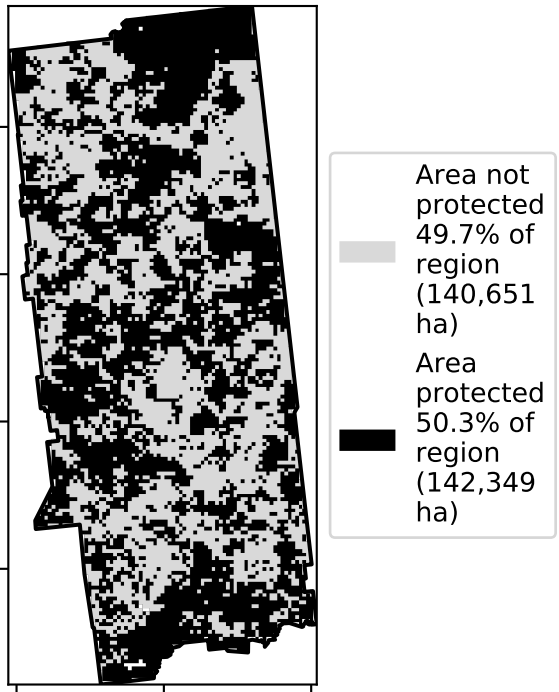 Area not
protected
49.7% of
region
(140,651
ha)
Area
protected
50.3% of
region
(142,349
ha)